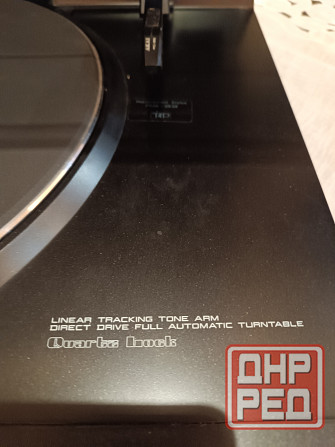 LINEAR TRACKING TONE ARM
DIRECT DRIVE FULL AUTOMATIC TURNTABLE
Quartz lock
ДНР
РЕД